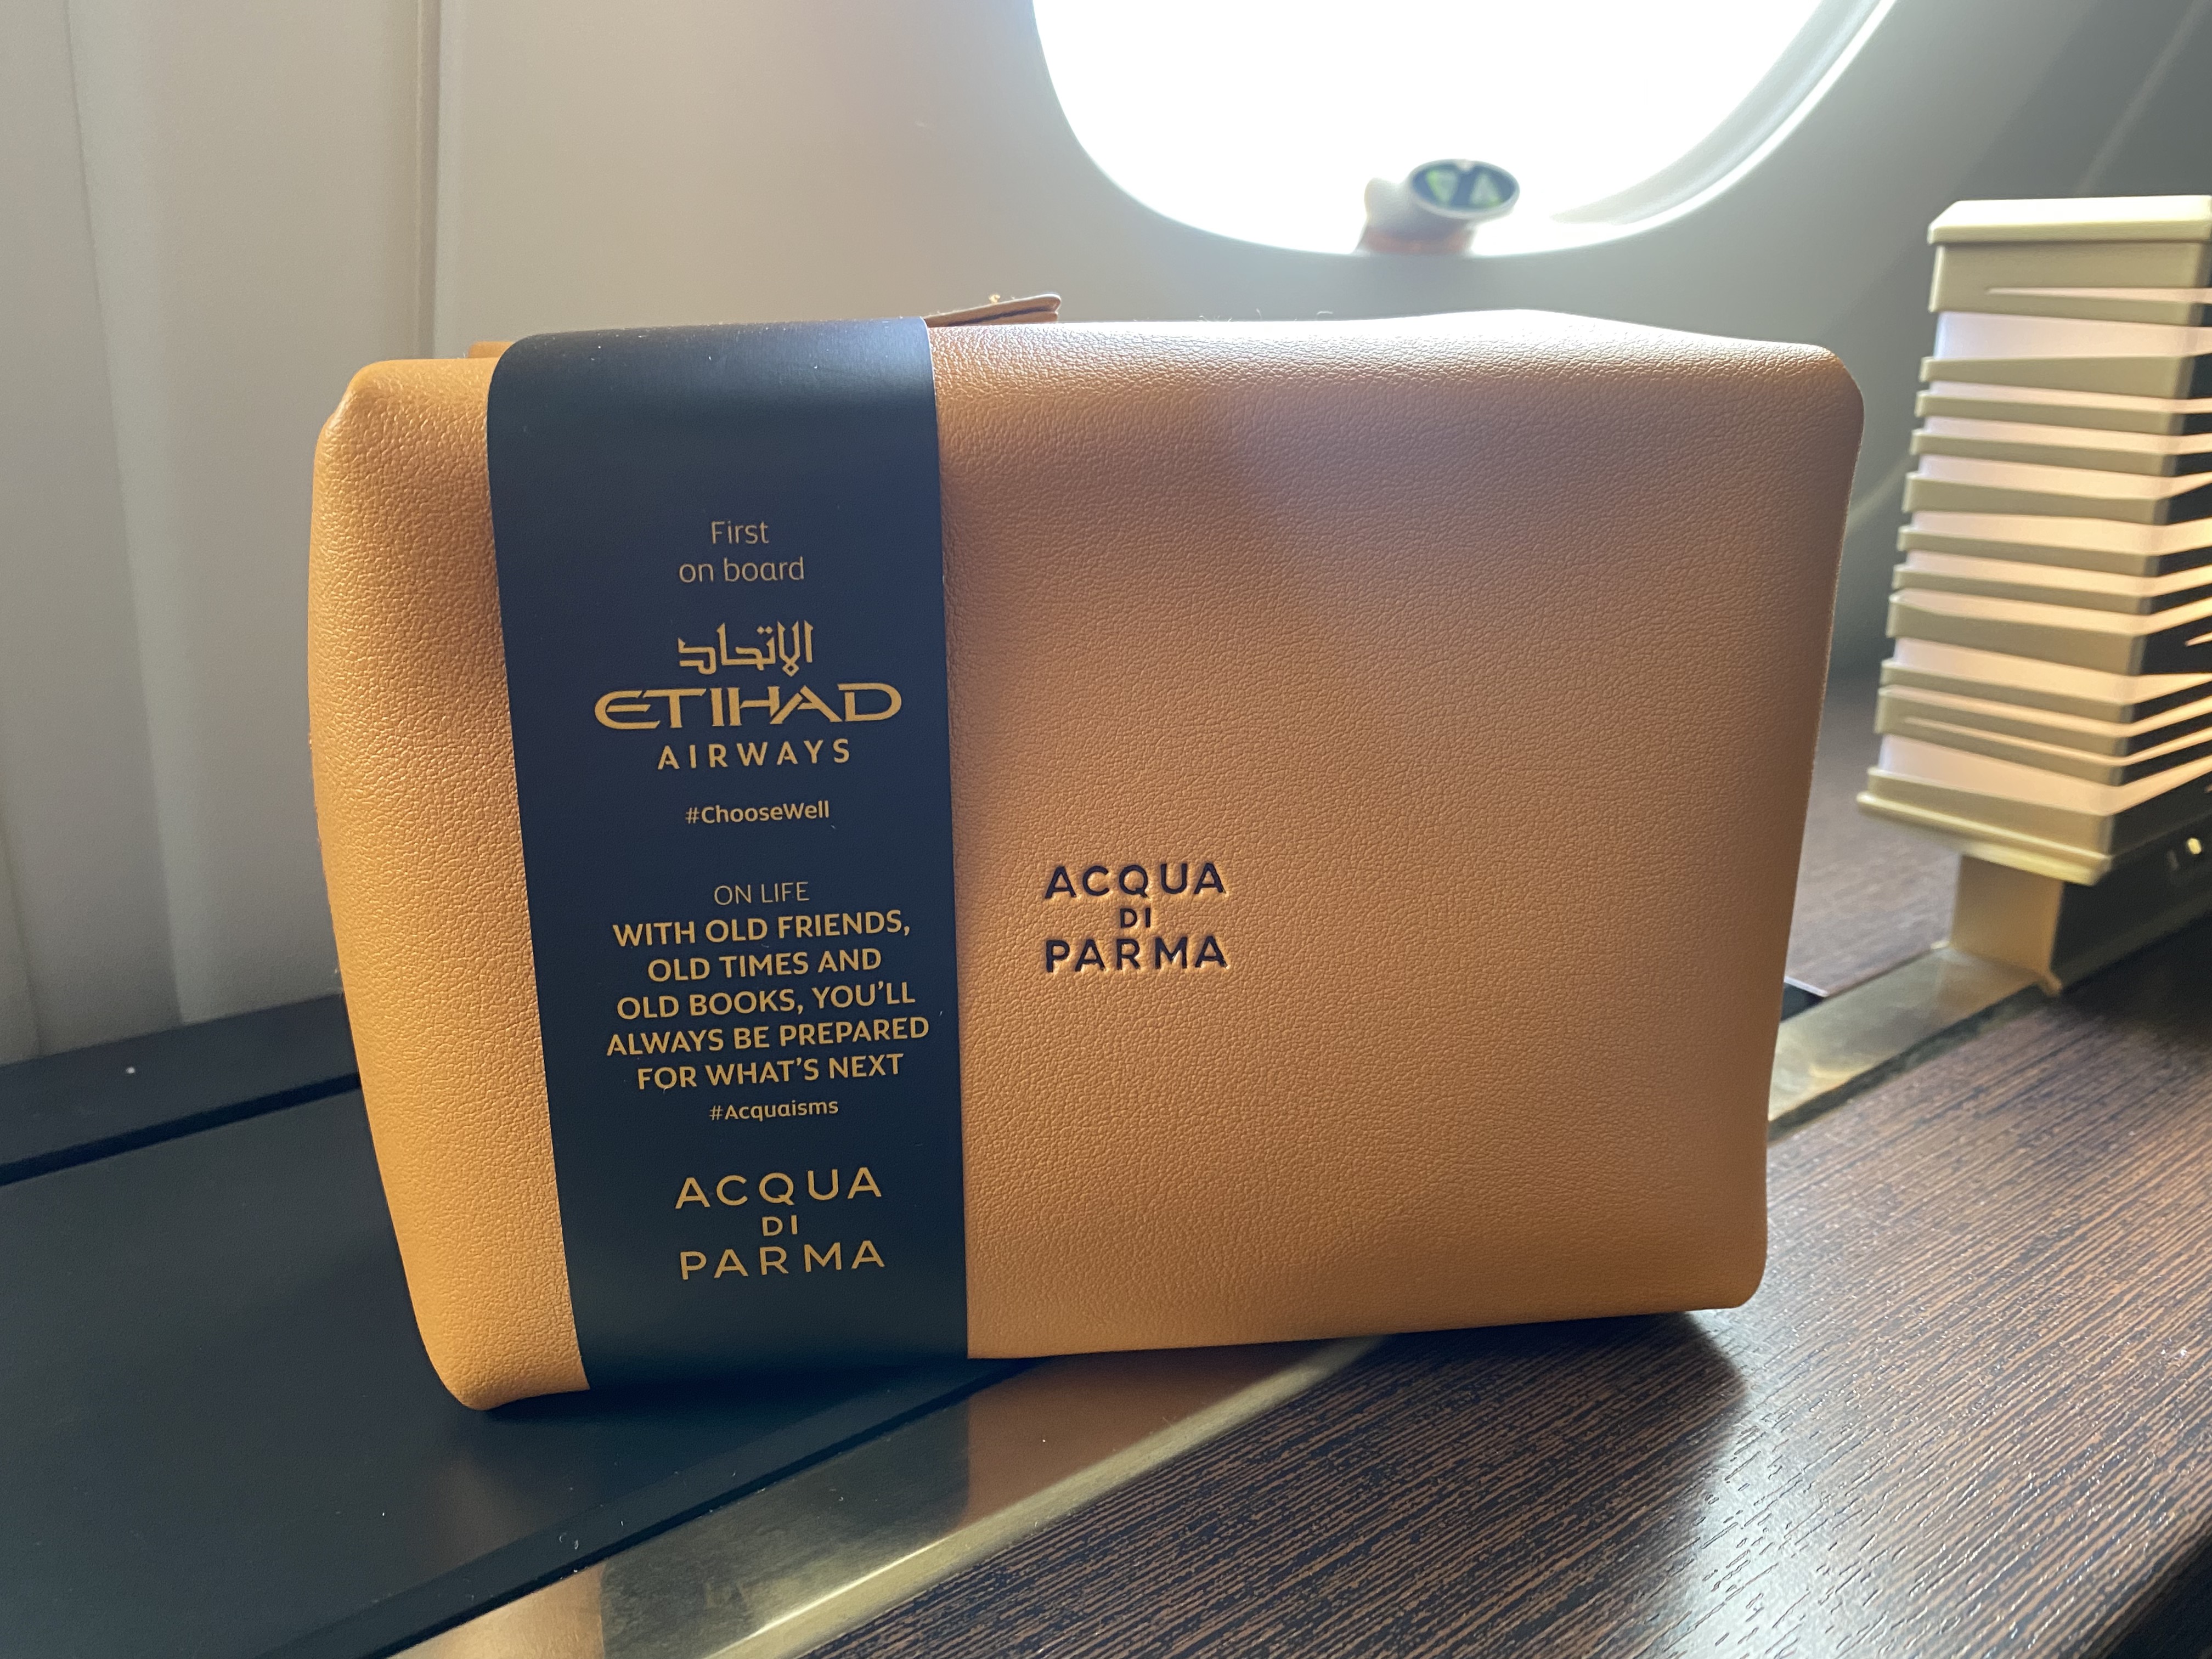 First
on board
الإتحاد
ETIHAD
AIRWAYS
#ChooseWell
ON LIFE
WITH OLD FRIENDS,
OLD TIMES AND
OLD BOOKS, YOU'LL
ALWAYS BE PREPARED
FOR WHAT'S NEXT
#Acquaisms
ACQUA
DI
PARMA
ACQUA
DI
PARMA